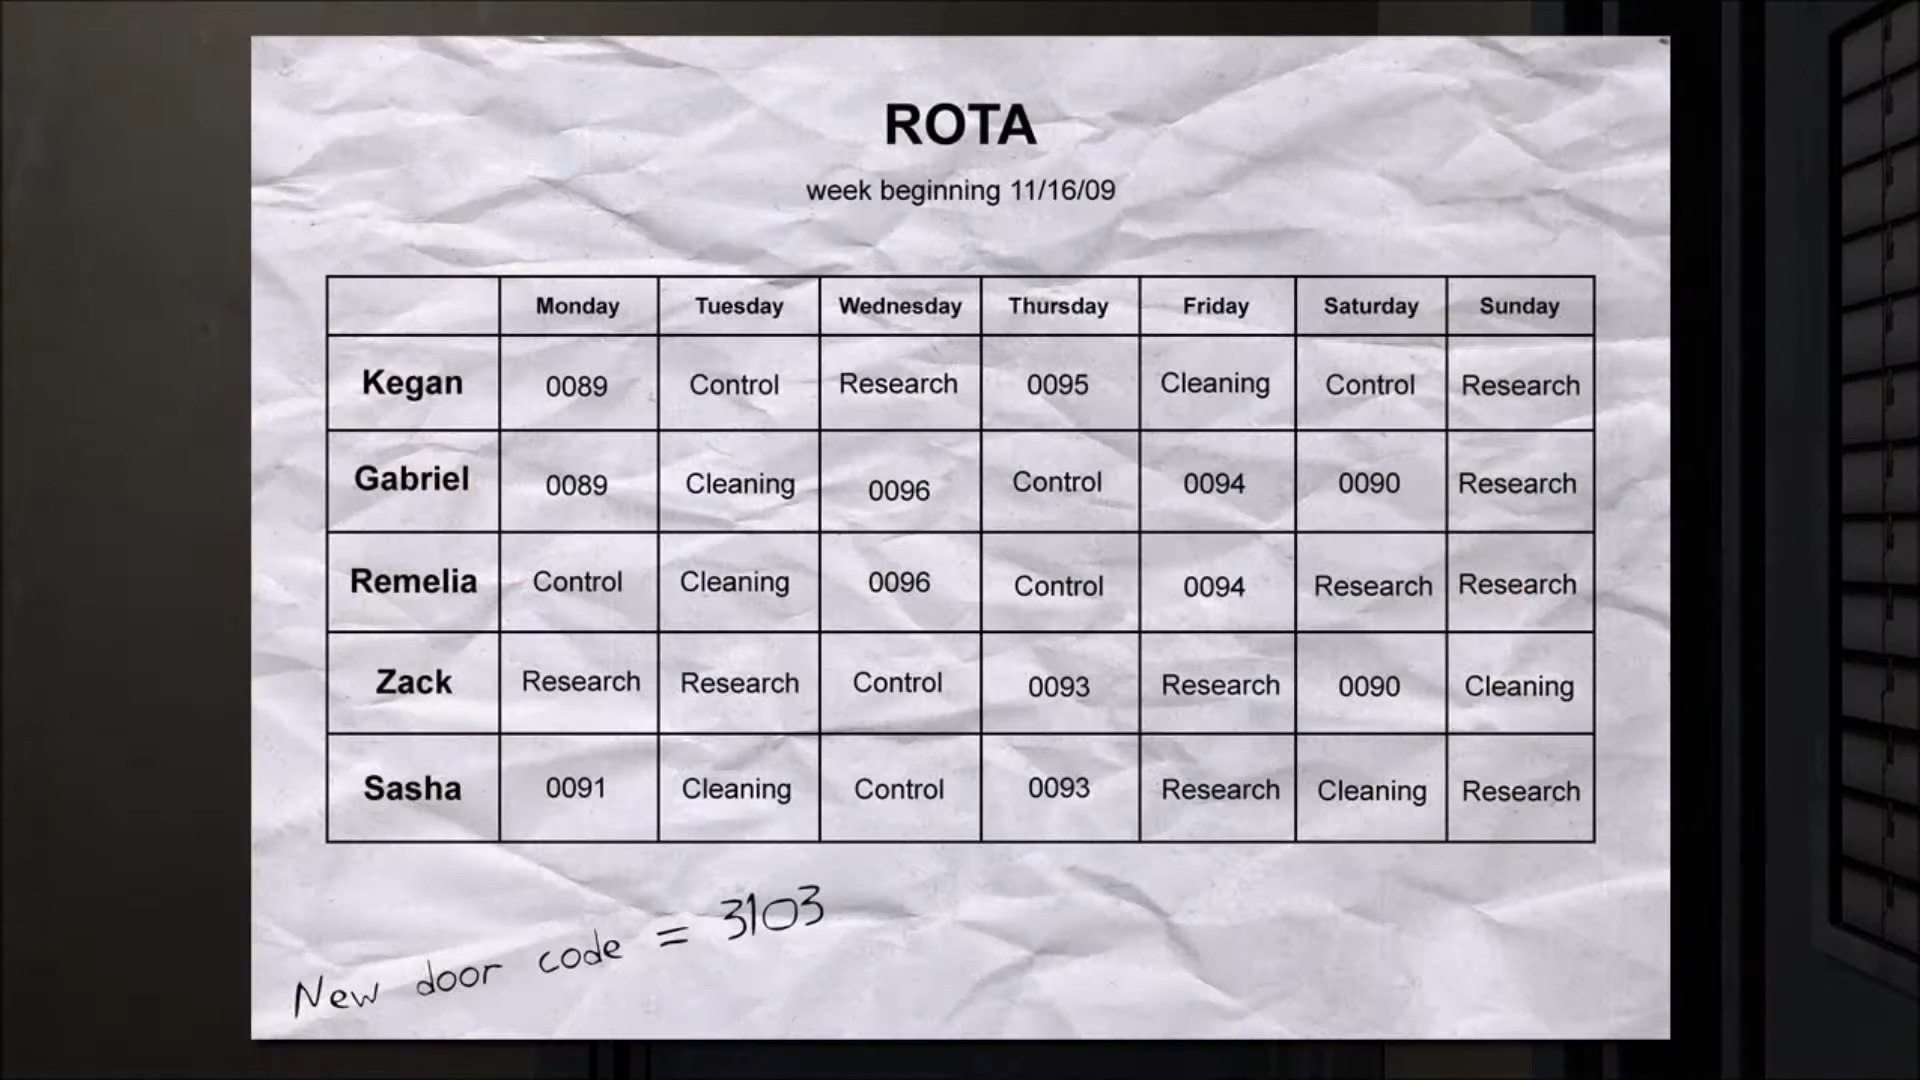 ROTA
week beginning 11/16/09
Monday Tuesday Wednesday Thursday Friday Saturday Sunday
Kegan 0089 Control Research 0095 Cleaning Control Research
Gabriel 0089 Cleaning 0096 Control 0094 0090 Research
Remelia Control Cleaning 0096 Control 0094 Research Research
Zack Research Research Control 0093 Research 0090 Cleaning
Sasha 0091 Cleaning Control 0093 Research Cleaning Research
New door code = 3103